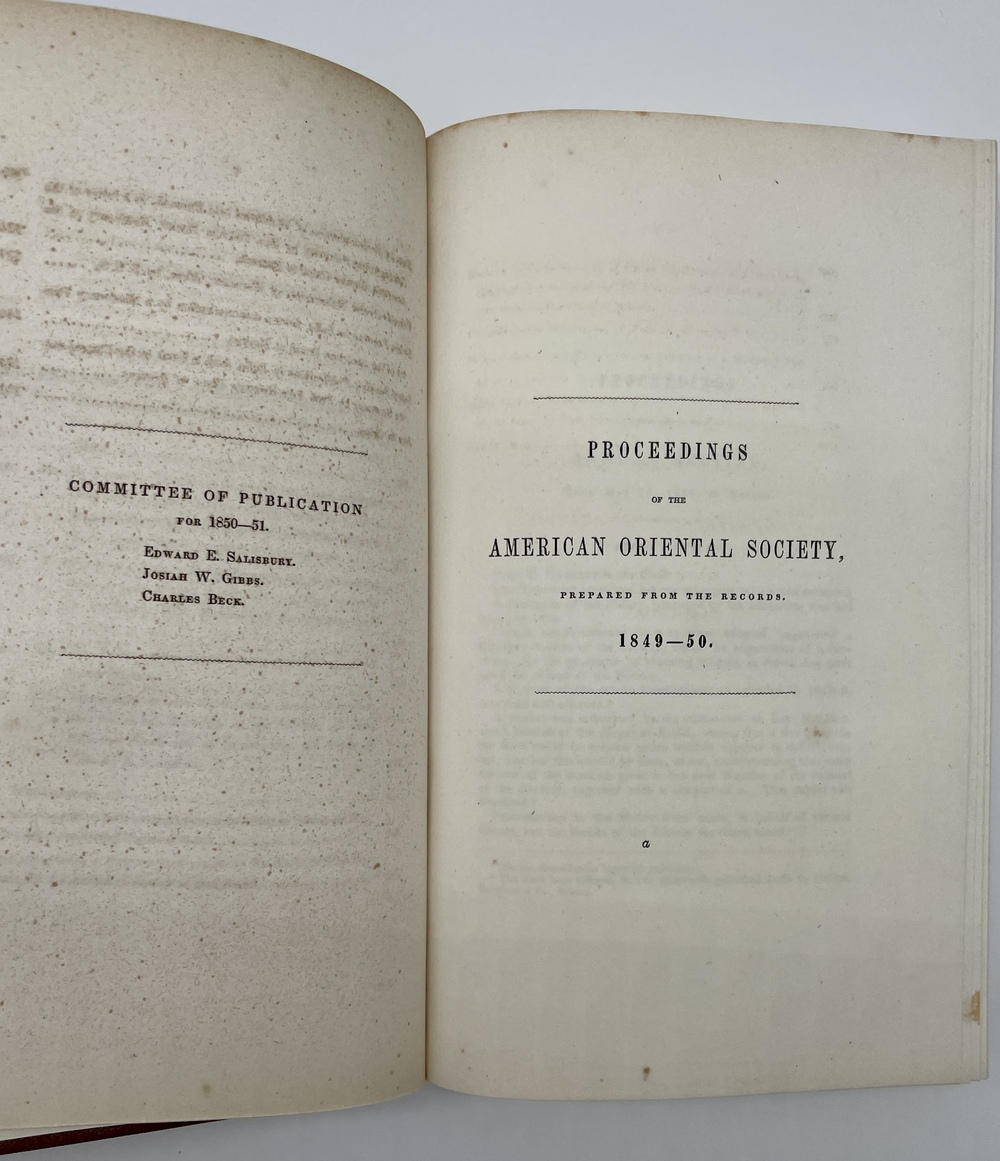 COMMITTEE OF PUBLICATION
FOR 1850—51.
EDWARD E. SALISBURY.
JOSIAH W. GIBBS.
CHARLES BECK.
PROCEEDINGS
OF THE
AMERICAN ORIENTAL SOCIETY,
PREPARED FROM THE RECORDS.
1849—50.
a